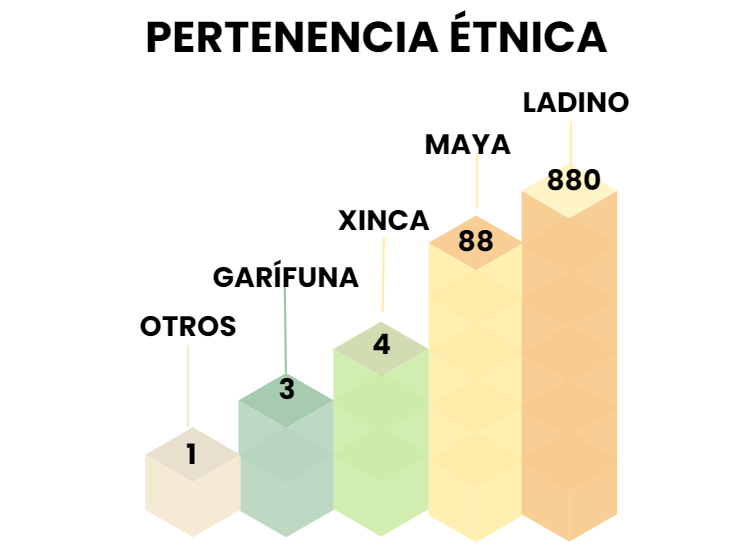 PERTENENCIA ÉTNICA
LADINO
880
MAYA
88
XINCA
4
GARÍFUNA
3
OTROS
1